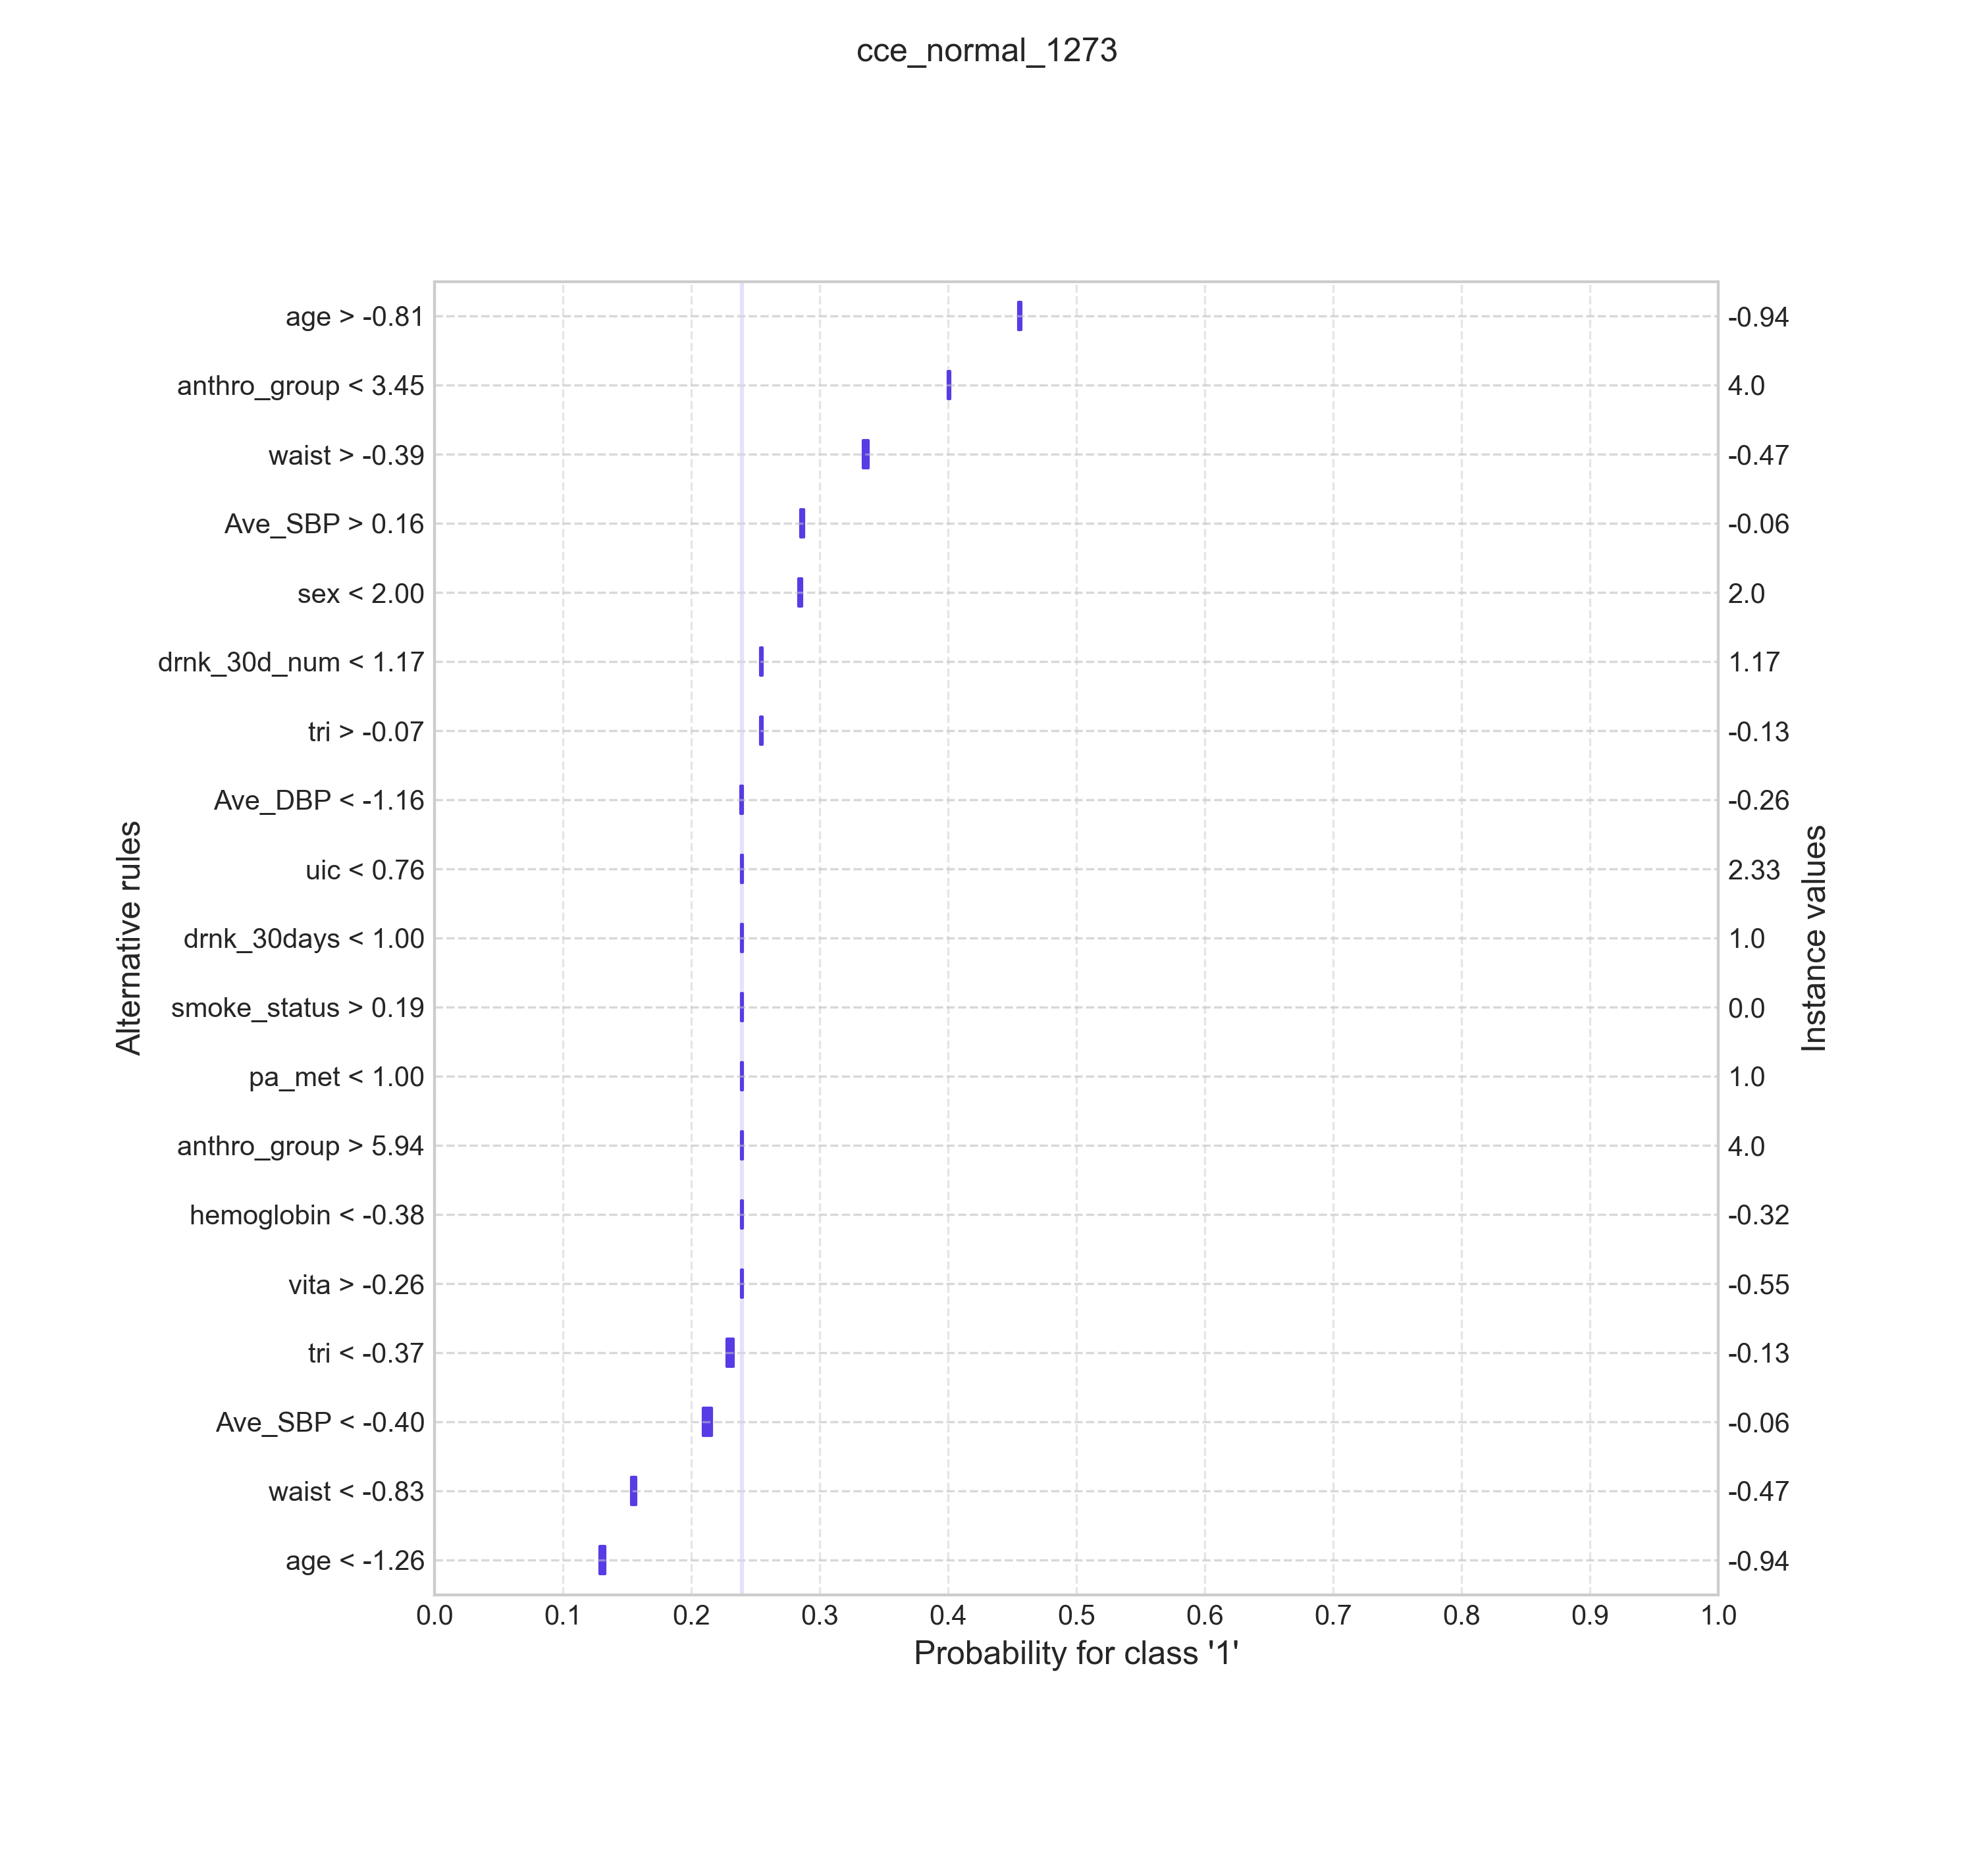 cce_normal_1273
age > -0.81 -0.94
anthro_group < 3.45 4.0
waist > -0.39 -0.47
Ave_SBP > 0.16 -0.06
sex < 2.00 2.0
drnk_30d_num < 1.17 1.17
tri > -0.07 -0.13
Ave_DBP < -1.16 -0.26
uic < 0.76 2.33
drnk_30days < 1.00 1.0
smoke_status > 0.19 0.0
pa_met < 1.00 1.0
anthro_group > 5.94 4.0
hemoglobin < -0.38 -0.32
vita > -0.26 -0.55
tri < -0.37 -0.13
Ave_SBP < -0.40 -0.06
waist < -0.83 -0.47
age < -1.26 -0.94
Alternative rules
Instance values
0.0 0.1 0.2 0.3 0.4 0.5 0.6 0.7 0.8 0.9 1.0
Probability for class '1'